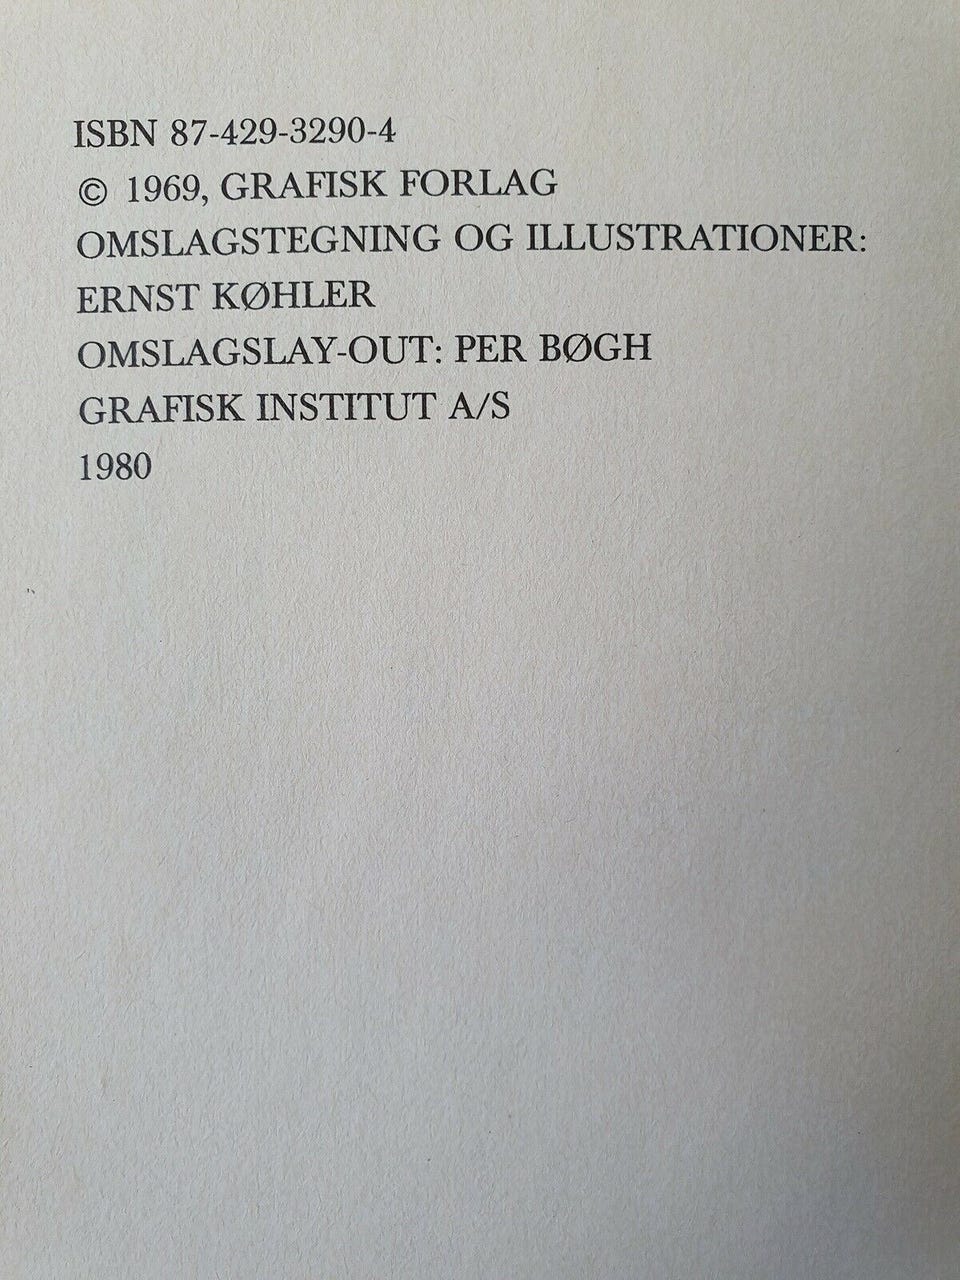 ISBN 87-429-3290-4
© 1969, GRAFISK FORLAG
OMSLAGSTEGNING OG ILLUSTRATIONER:
ERNST KØHLER
OMSLAGSLAY-OUT: PER BØGH
GRAFISK INSTITUT A/S
1980